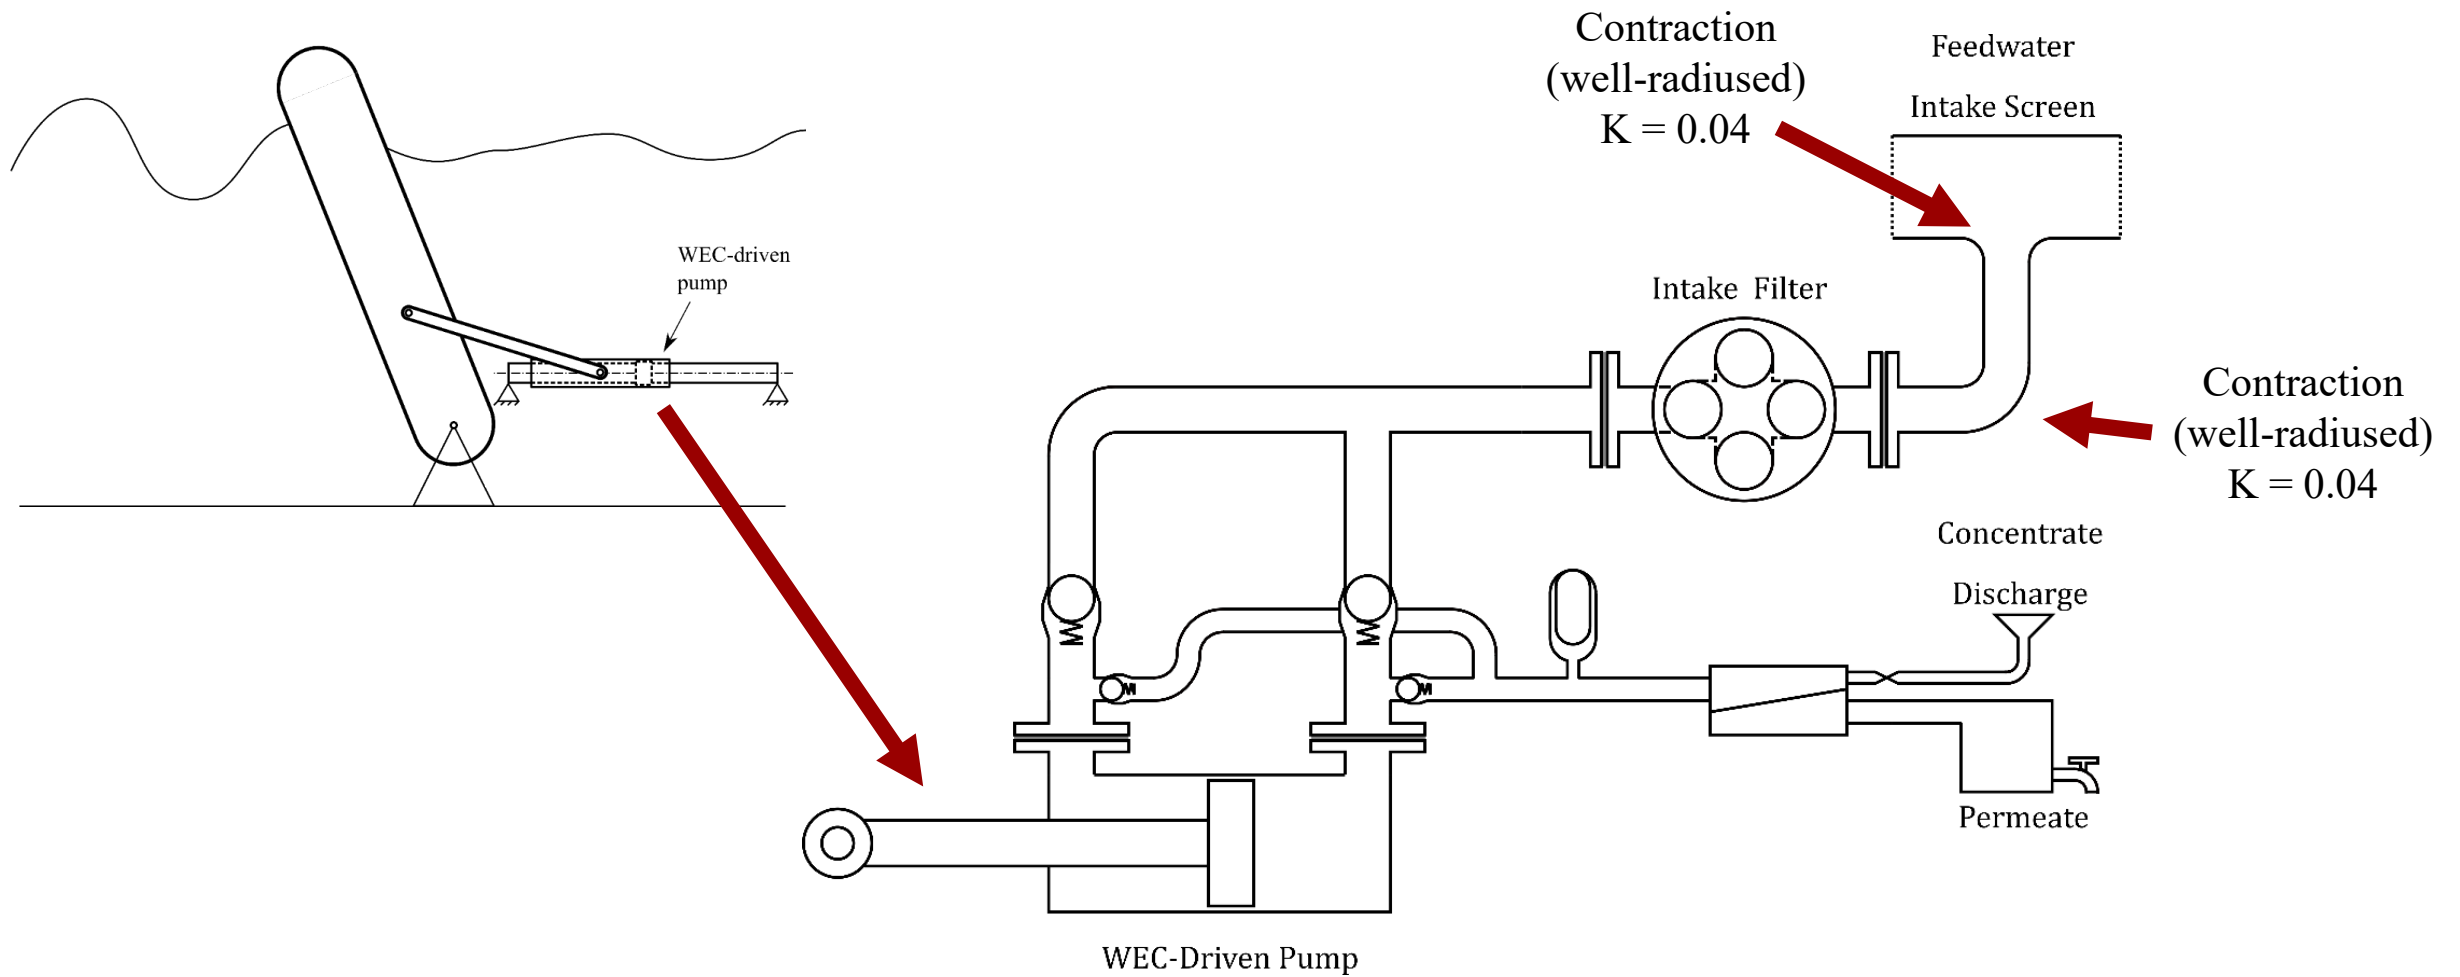 Contraction
(well-radiused)
K = 0.04
Feedwater
Intake Screen
WEC-driven
pump
Intake Filter
Contraction
(well-radiused)
K = 0.04
Concentrate
Discharge
Permeate
WEC-Driven Pump